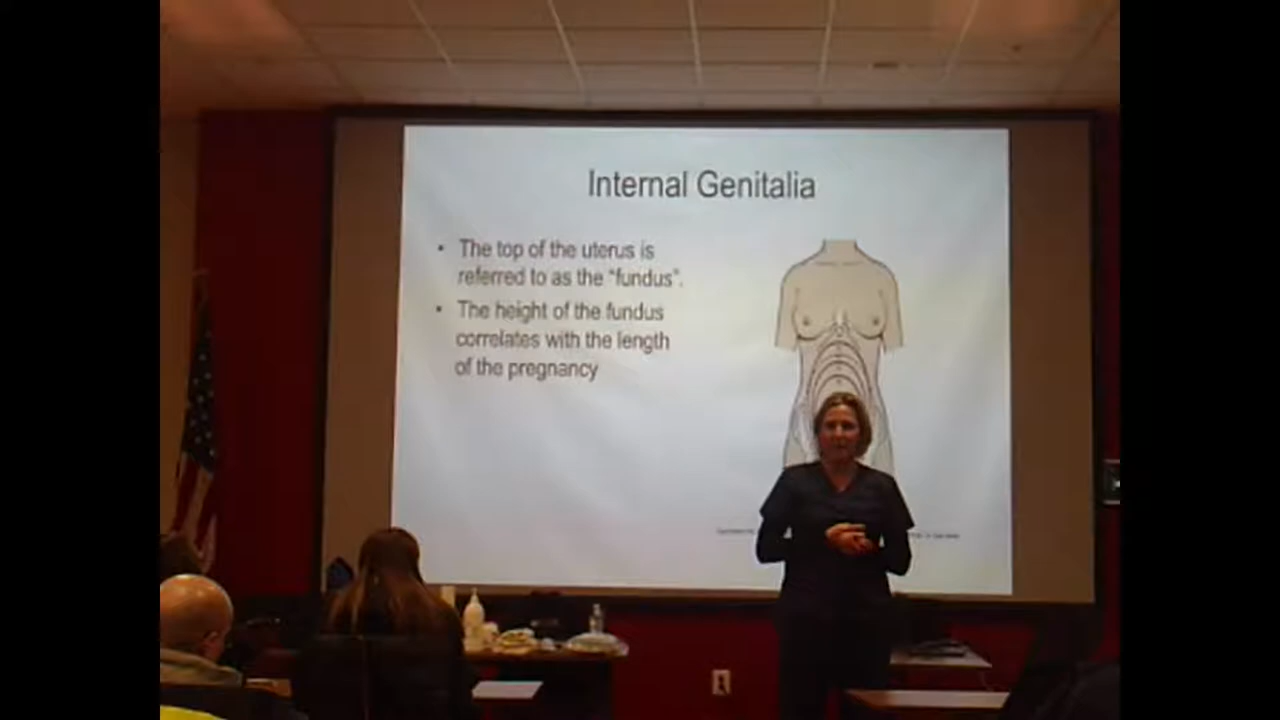 Internal Genitalia
• The top of the uterus is
referred to as the "fundus".
• The height of the fundus
correlates with the length
of the pregnancy